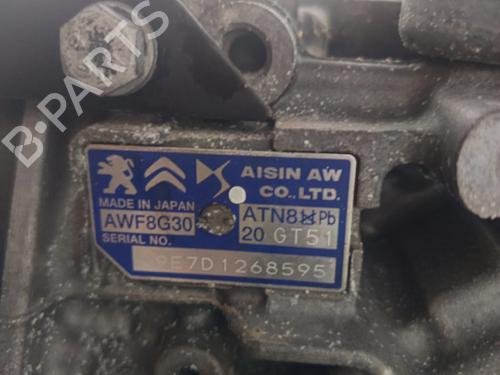 B-PARTS
AISIN AW
CO., LTD.
MADE IN JAPAN
AWF8G30 ATN8 Pb
SERIAL NO. 20 GT51
9E7D1268595